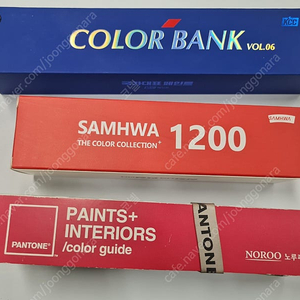 COLOR BANK VOL.06
KCC
SAMHWA
THE COLOR COLLECTION+
1200
SAMHWA
PAINTS+
INTERIORS
/color guide
PANTONE®
PANTONE
NOROO 노루